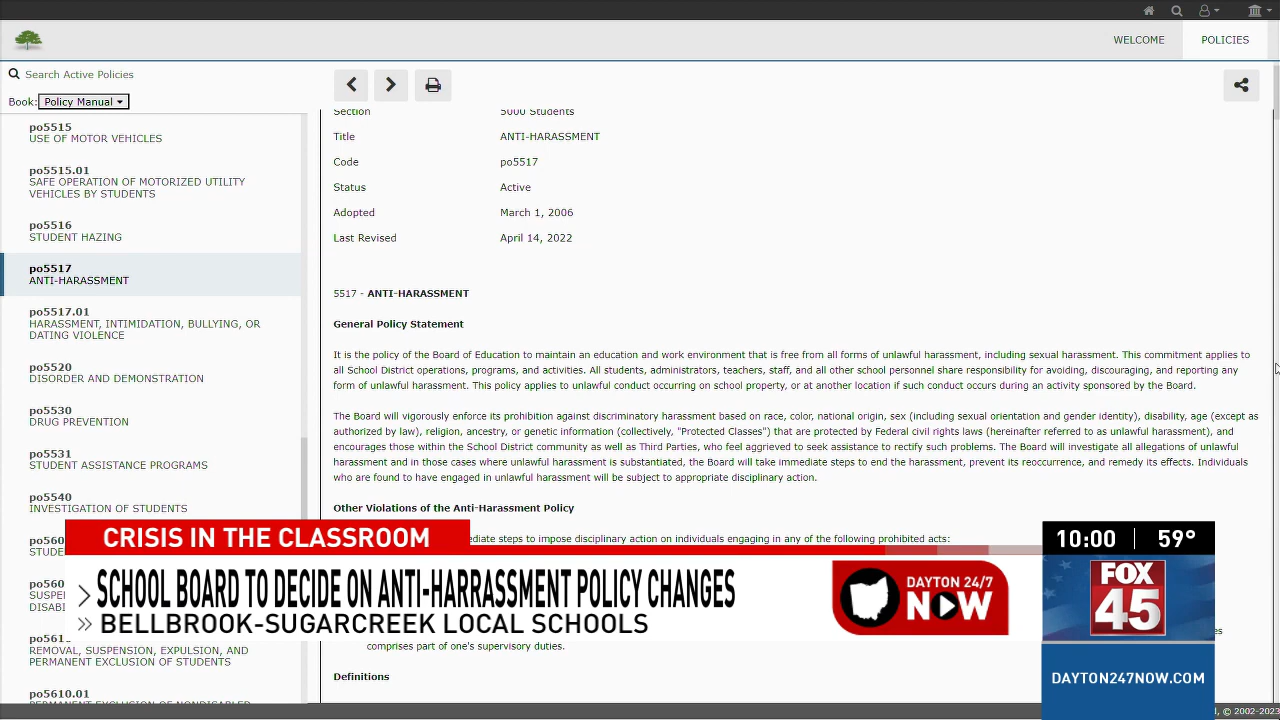 WELCOME
POLICIES
Search Active Policies
Book:
Policy Manual
po5515
USE OF MOTOR VEHICLES
po5515.01
SAFE OPERATION OF MOTORIZED UTILITY
VEHICLES BY STUDENTS
po5516
STUDENT HAZING
po5517
ANTI-HARASSMENT
po5517.01
HARASSMENT, INTIMIDATION, BULLYING, OR
DATING VIOLENCE
po5520
DISORDER AND DEMONSTRATION
po5530
DRUG PREVENTION
po5531
STUDENT ASSISTANCE PROGRAMS
po5540
INVESTIGATION OF STUDENTS
po560
STUDE
po560
SUSPE
DISAB
po5611
REMOVAL, SUSPENSION, EXPULSION, AND
PERMANENT EXCLUSION OF STUDENTS
po5610.01
PERMANENT EXCLUSION OF NONDISABLED
Section 5000 Students
Title ANTI-HARASSMENT
Code po5517
Status Active
Adopted March 1, 2006
Last Revised April 14, 2022
5517 - ANTI-HARASSMENT
General Policy Statement
It is the policy of the Board of Education to maintain an education and work environment that is free from all forms of unlawful harassment, including sexual harassment. This commitment applies to
all School District operations, programs, and activities. All students, administrators, teachers, staff, and all other school personnel share responsibility for avoiding, discouraging, and reporting any
form of unlawful harassment. This policy applies to unlawful conduct occurring on school property, or at another location if such conduct occurs during an activity sponsored by the Board.
The Board will vigorously enforce its prohibition against discriminatory harassment based on race, color, national origin, sex (including sexual orientation and gender identity), disability, age (except as
authorized by law), religion, ancestry, or genetic information (collectively, "Protected Classes") that are protected by Federal civil rights laws (hereinafter referred to as unlawful harassment), and
encourages those within the School District community as well as Third Parties, who feel aggrieved to seek assistance to rectify such problems. The Board will investigate all allegations of unlawful
harassment and in those cases where unlawful harassment is substantiated, the Board will take immediate steps to end the harassment, prevent its reoccurrence, and remedy its effects. Individuals
who are found to have engaged in unlawful harassment will be subject to appropriate disciplinary action.
Other Violations of the Anti-Harassment Policy
mediate steps to impose disciplinary action on individuals engaging in any of the following prohibited acts:
comprises part of one's supervisory duties.
Definitions
CRISIS IN THE CLASSROOM
SCHOOL BOARD TO DECIDE ON ANTI-HARRASSMENT POLICY CHANGES
BELLBROOK-SUGARCREEK LOCAL SCHOOLS
DAYTON 24/7
NOW
10:00 59°
FOX
45
DAYTON247NOW.COM
© 2002-2023